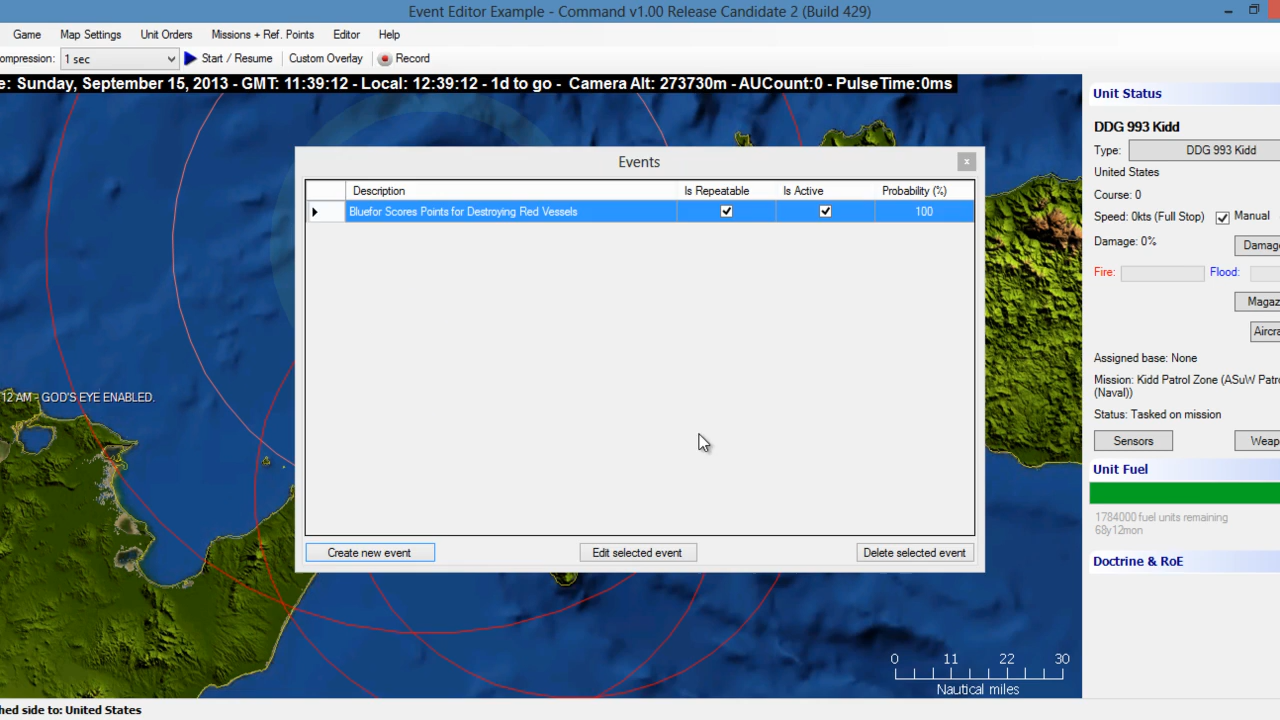 Event Editor Example - Command v1.00 Release Candidate 2 (Build 429)
Game Map Settings Unit Orders Missions + Ref. Points Editor Help
ompression: 1 sec Start / Resume Custom Overlay Record
e: Sunday, September 15, 2013 - GMT: 11:39:12 - Local: 12:39:12 - 1d to go - Camera Alt: 273730m - AUCount:0 - PulseTime:0ms
12 AM - GOD'S EYE ENABLED.
Events
x
Description Is Repeatable Is Active Probability (%)
Bluefor Scores Points for Destroying Red Vessels 100
Create new event Edit selected event Delete selected event
0 11 22 30
Nautical miles
Unit Status
DDG 993 Kidd
Type: DDG 993 Kidd
United States
Course: 0
Speed: 0kts (Full Stop) Manual
Damage: 0% Damag
Fire: Flood:
Magaz
Aircra
Assigned base: None
Mission: Kidd Patrol Zone (ASuW Patro
(Naval))
Status: Tasked on mission
Sensors Weap
Unit Fuel
1784000 fuel units remaining
68y12mon
Doctrine & RoE
hed side to: United States